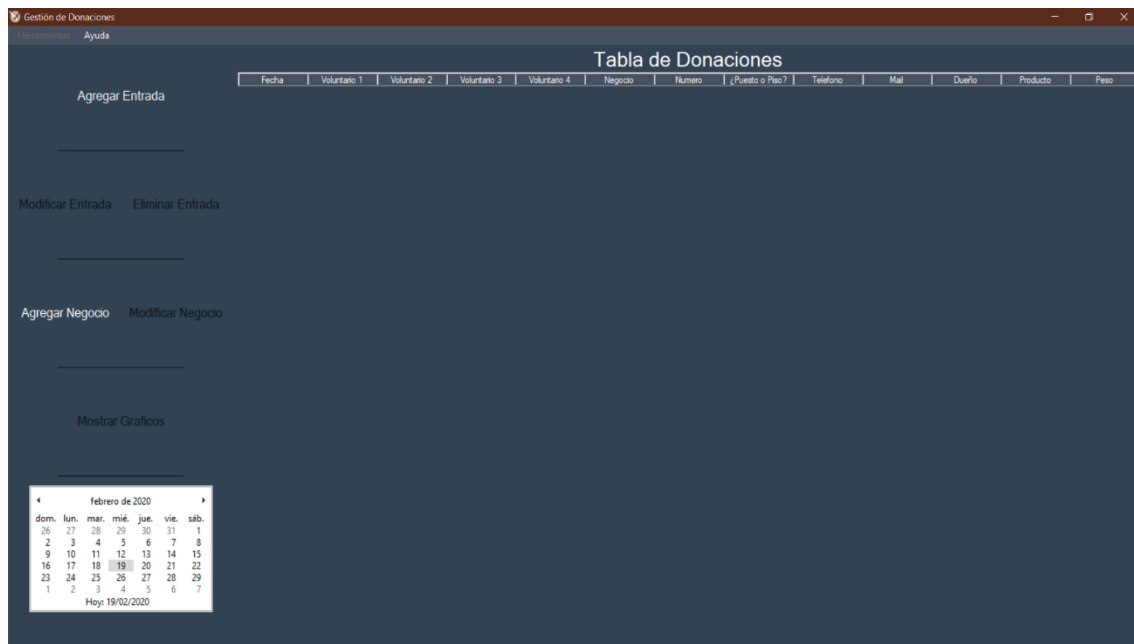 Gestión de Donaciones
Herramientas Ayuda
Tabla de Donaciones
Fecha Voluntario 1 Voluntario 2 Voluntario 3 Voluntario 4 Negocio Numero ¿Puesto o Piso? Telefono Mail Dueño Producto Peso
Agregar Entrada
Modificar Entrada Eliminar Entrada
Agregar Negocio Modificar Negocio
Mostrar Graficos
febrero de 2020
dom. lun. mar. mié. jue. vie. sáb.
26 27 28 29 30 31 1
2 3 4 5 6 7 8
9 10 11 12 13 14 15
16 17 18 19 20 21 22
23 24 25 26 27 28 29
1 2 3 4 5 6 7
Hoy: 19/02/2020